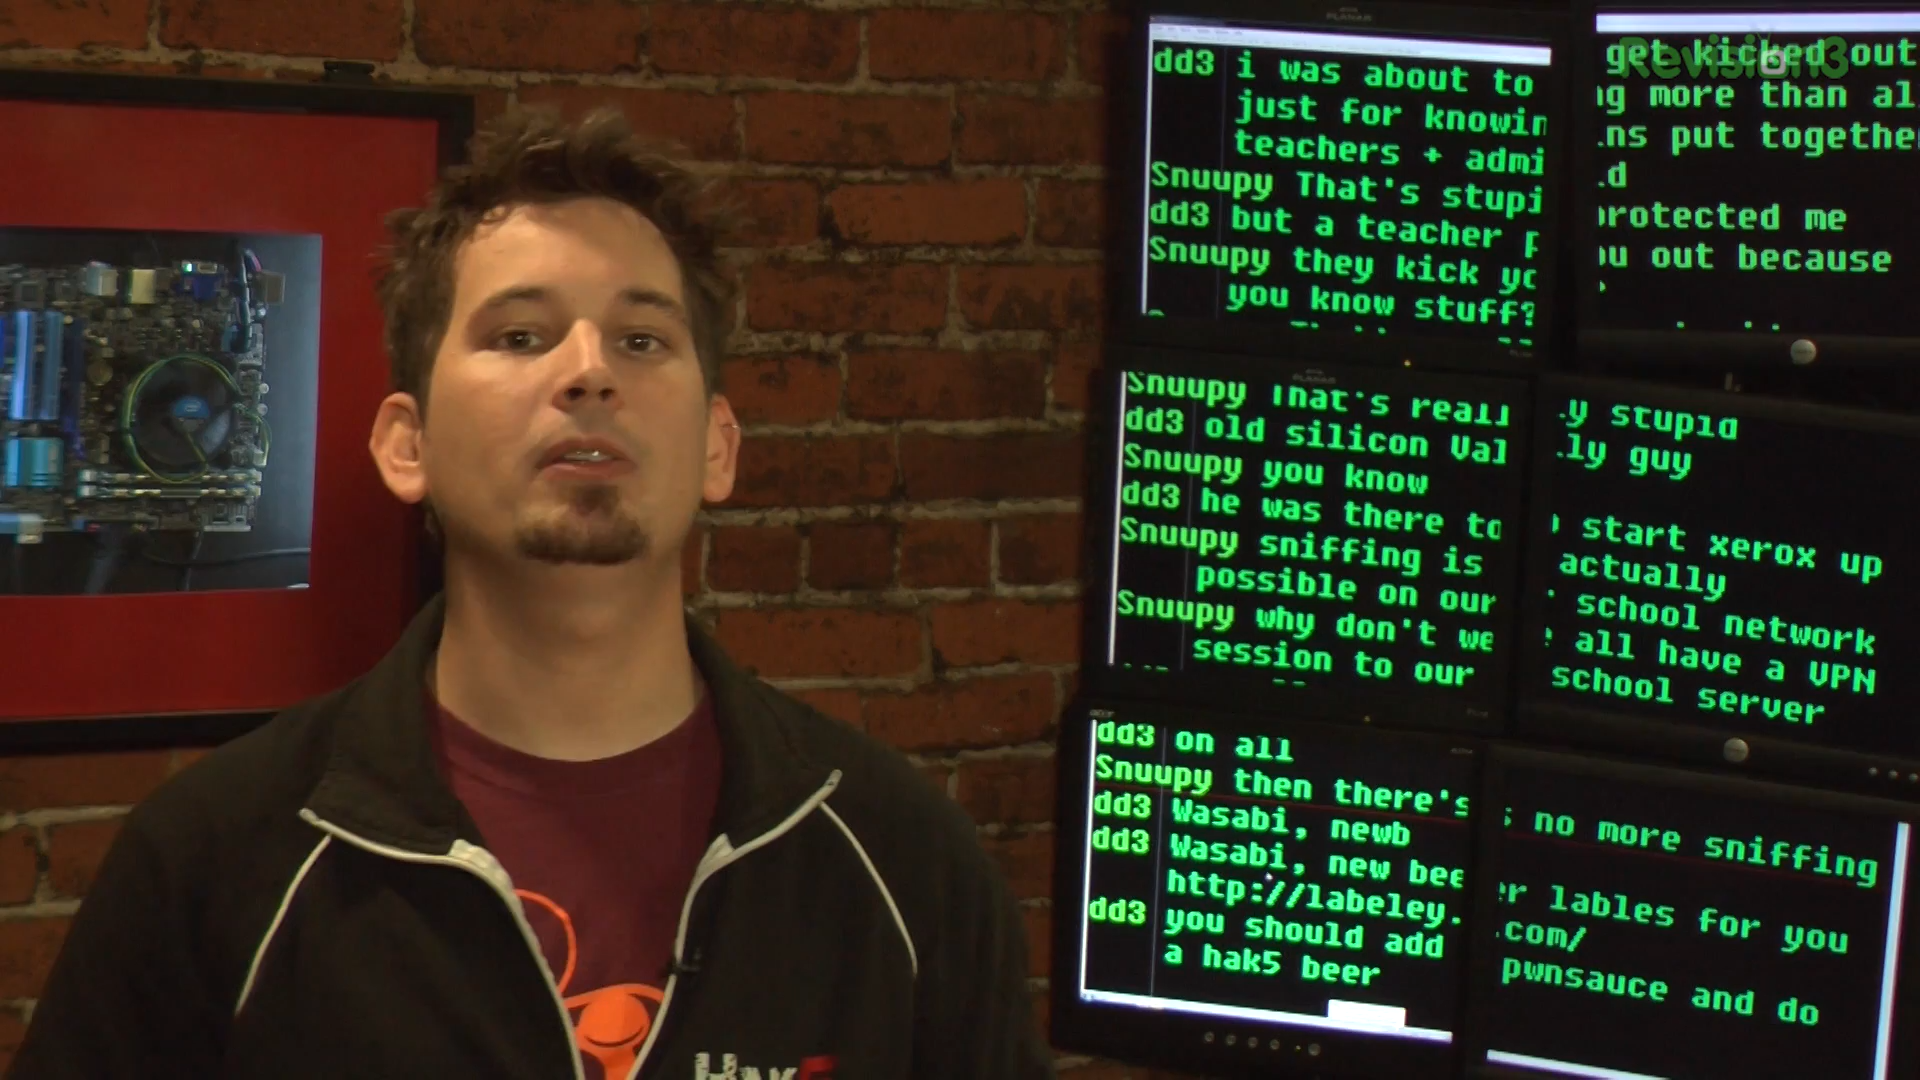 Revision3
PLANAR
dd3 i was about to get kicked out
just for knowin g more than al
teachers + admi ns put togethe
Snuupy That's stupi d
dd3 but a teacher p rotected me
Snuupy they kick yo u out because
you know stuff?
PLANAR
Snuupy That's reall y stupid
dd3 old silicon Val ly guy
Snuupy you know
dd3 he was there to start xerox up
Snuupy sniffing is actually
possible on our school network
Snuupy why don't we all have a VPN
session to our school server
acer
dd3 on all
Snuupy then there's no more sniffing
dd3 Wasabi, newb
dd3 Wasabi, new bee r lables for you
http://labeley. .com/
dd3 you should add pwnsauce and do
a hak5 beer
HAK5